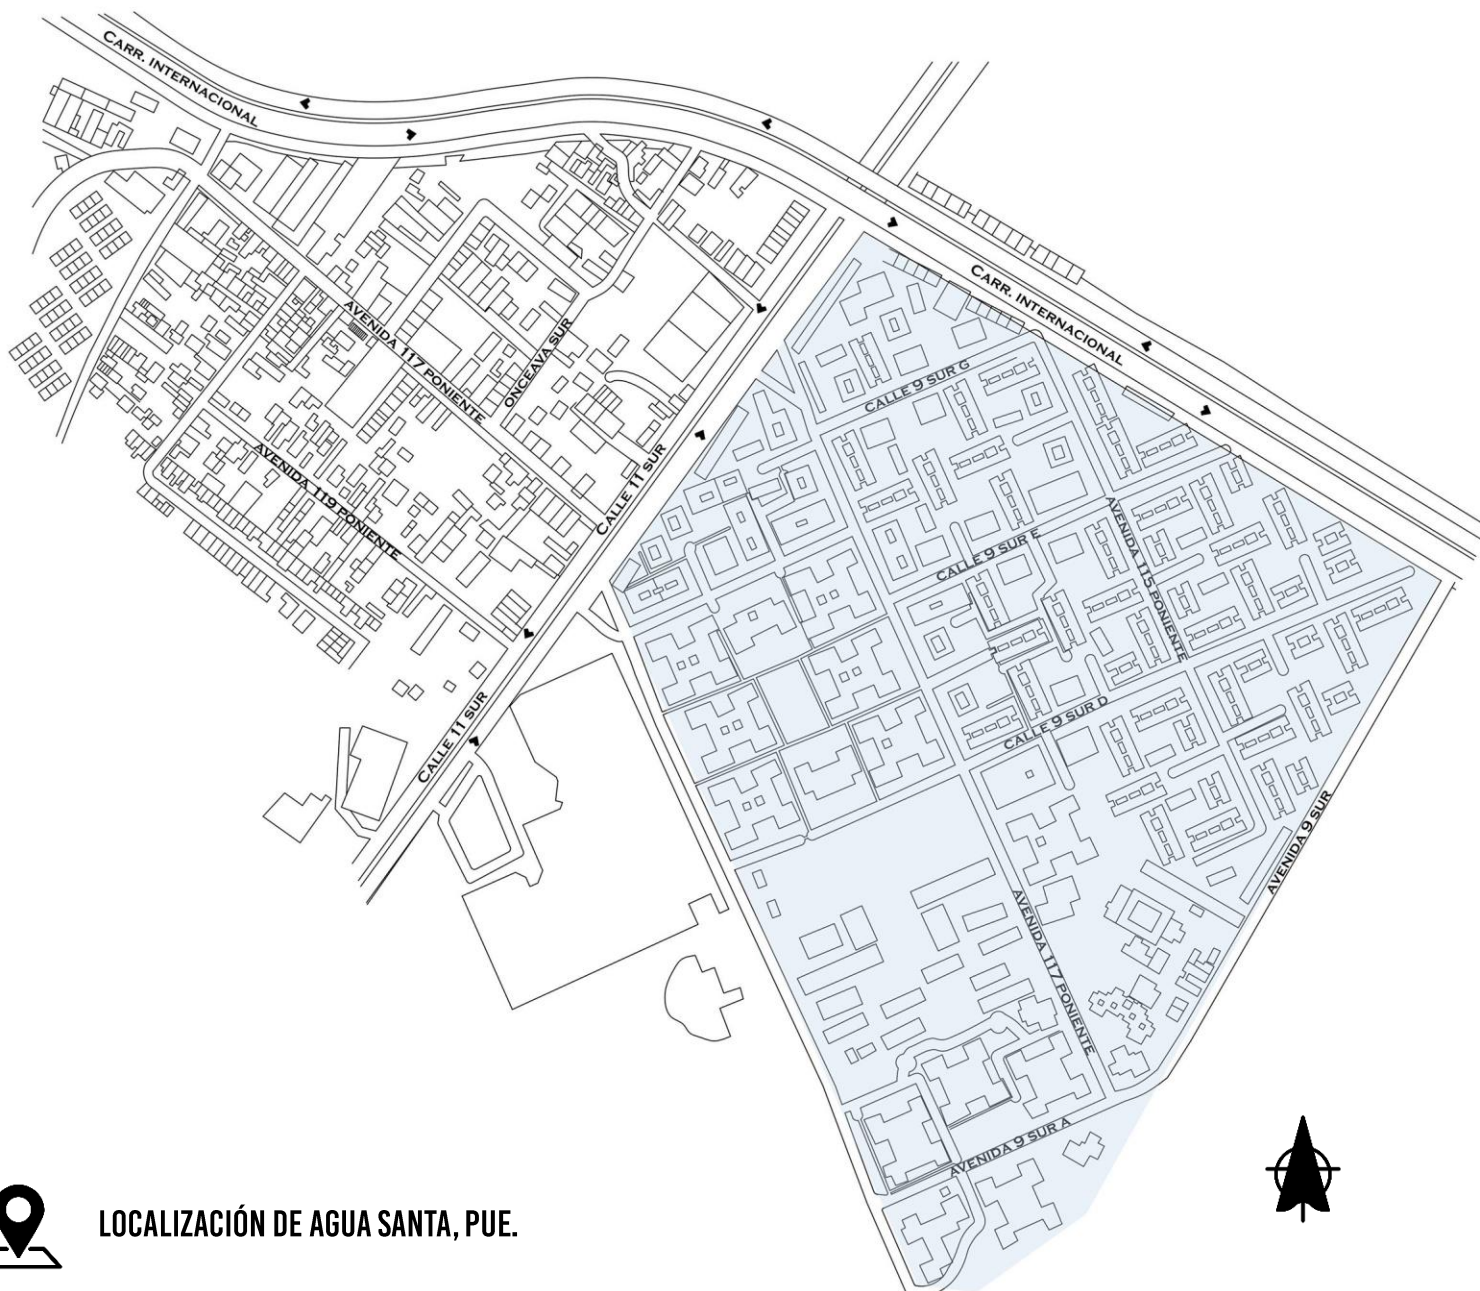 CARR. INTERNACIONAL
CARR. INTERNACIONAL
AVENIDA 117 PONIENTE
ONCEAVA SUR
CALLE 9 SUR G
AVENIDA 119 PONIENTE
CALLE 11 SUR
CALLE 9 SUR E
AVENIDA 115 PONIENTE
CALLE 11 SUR
CALLE 9 SUR D
AVENIDA 9 SUR
AVENIDA 117 PONIENTE
AVENIDA 9 SUR A
LOCALIZACIÓN DE AGUA SANTA, PUE.